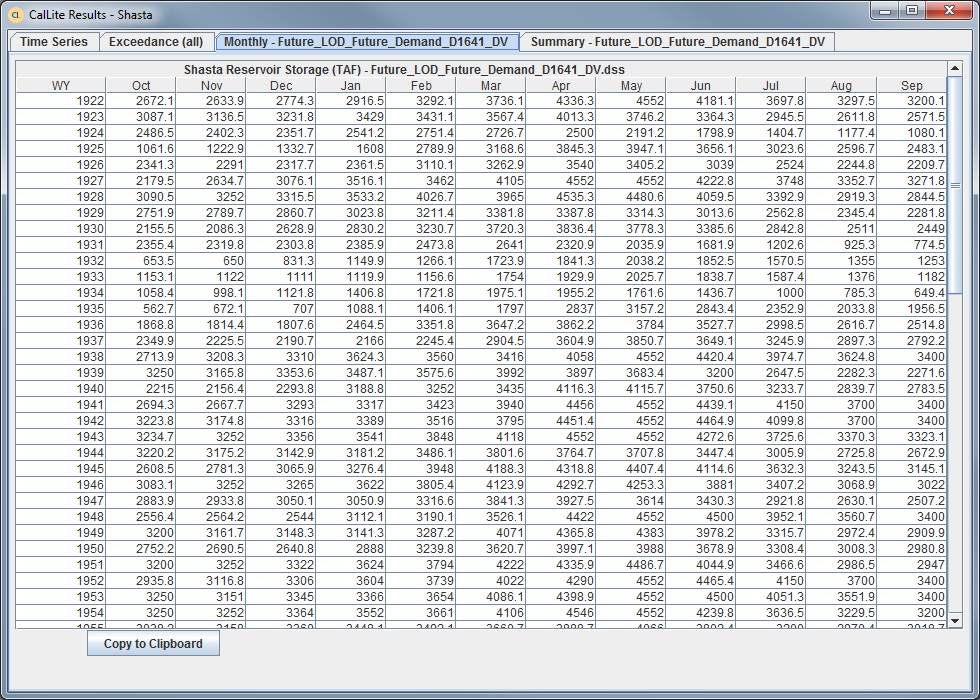 CL CalLite Results - Shasta
Time Series Exceedance (all) Monthly - Future_LOD_Future_Demand_D1641_DV Summary - Future_LOD_Future_Demand_D1641_DV
Shasta Reservoir Storage (TAF) - Future_LOD_Future_Demand_D1641_DV.dss
WY Oct Nov Dec Jan Feb Mar Apr May Jun Jul Aug Sep
1922 2672.1 2633.9 2774.3 2916.5 3292.1 3736.1 4336.3 4552 4181.1 3697.8 3297.5 3200.1
1923 3087.1 3136.5 3231.8 3429 3431.1 3567.4 4013.3 3746.2 3364.3 2945.5 2611.8 2571.5
1924 2486.5 2402.3 2351.7 2541.2 2751.4 2726.7 2500 2191.2 1798.9 1404.7 1177.4 1080.1
1925 1061.6 1222.9 1332.7 1608 2789.9 3168.6 3845.3 3947.1 3656.1 3023.6 2596.7 2483.1
1926 2341.3 2291 2317.7 2361.5 3110.1 3262.9 3540 3405.2 3039 2524 2244.8 2209.7
1927 2179.5 2634.7 3076.1 3516.1 3462 4105 4552 4552 4222.8 3748 3352.7 3271.8
1928 3090.5 3252 3315.5 3533.2 4026.7 3965 4535.3 4480.6 4059.5 3392.9 2919.3 2844.5
1929 2751.9 2789.7 2860.7 3023.8 3211.4 3381.8 3387.8 3314.3 3013.6 2562.8 2345.4 2281.8
1930 2155.5 2086.3 2628.9 2830.2 3230.7 3720.3 3836.4 3778.3 3385.6 2842.8 2511 2449
1931 2355.4 2319.8 2303.8 2385.9 2473.8 2641 2320.9 2035.9 1681.9 1202.6 925.3 774.5
1932 653.5 650 831.3 1149.9 1266.1 1723.9 1841.3 2038.2 1852.5 1570.5 1355 1253
1933 1153.1 1122 1111 1119.9 1156.6 1754 1929.9 2025.7 1838.7 1587.4 1376 1182
1934 1058.4 998.1 1121.8 1406.8 1721.8 1975.1 1955.2 1761.6 1436.7 1000 785.3 649.4
1935 562.7 672.1 707 1088.1 1406.1 1797 2837 3157.2 2843.4 2352.9 2033.8 1956.5
1936 1868.8 1814.4 1807.6 2464.5 3351.8 3647.2 3862.2 3784 3527.7 2998.5 2616.7 2514.8
1937 2349.9 2225.5 2190.7 2166 2245.4 2904.5 3604.9 3850.7 3649.1 3245.9 2897.3 2792.2
1938 2713.9 3208.3 3310 3624.3 3560 3416 4058 4552 4420.4 3974.7 3624.8 3400
1939 3250 3165.8 3353.6 3487.1 3575.6 3992 3897 3683.4 3200 2647.5 2282.3 2271.6
1940 2215 2156.4 2293.8 3188.8 3252 3435 4116.3 4115.7 3750.6 3233.7 2839.7 2783.5
1941 2694.3 2667.7 3293 3317 3423 3940 4456 4552 4439.1 4150 3700 3400
1942 3223.8 3174.8 3316 3389 3516 3795 4451.4 4552 4464.9 4099.8 3700 3400
1943 3234.7 3252 3356 3541 3848 4118 4552 4552 4272.6 3725.6 3370.3 3323.1
1944 3220.2 3175.2 3142.9 3181.2 3486.1 3801.6 3764.7 3707.8 3447.4 3005.9 2725.8 2672.9
1945 2608.5 2781.3 3065.9 3276.4 3948 4188.3 4318.8 4407.4 4114.6 3632.3 3243.5 3145.1
1946 3083.1 3252 3265 3622 3805.4 4123.9 4292.7 4253.3 3881 3407.2 3068.9 3022
1947 2883.9 2933.8 3050.1 3050.9 3316.6 3841.3 3927.5 3614 3430.3 2921.8 2630.1 2507.2
1948 2556.4 2564.2 2544 3112.1 3190.1 3526.1 4422 4552 4500 3952.1 3560.7 3400
1949 3200 3161.7 3148.3 3141.3 3287.2 4071 4365.8 4383 3978.2 3315.7 2972.4 2909.9
1950 2752.2 2690.5 2640.8 2888 3239.8 3620.7 3997.1 3988 3678.9 3308.4 3008.3 2980.8
1951 3200 3252 3322 3624 3794 4222 4335.9 4486.7 4044.9 3466.6 2986.5 2947
1952 2935.8 3116.8 3306 3604 3739 4022 4290 4552 4465.4 4150 3700 3400
1953 3250 3151 3345 3366 3654 4086.1 4398.9 4552 4500 4051.3 3551.9 3400
1954 3250 3252 3364 3552 3661 4106 4546 4552 4239.8 3636.5 3229.5 3200
Copy to Clipboard